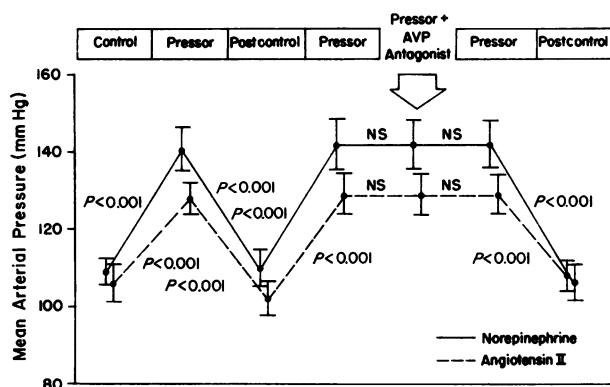 Pressor +
AVP
Antagonist
Control Pressor Postcontrol Pressor Pressor Postcontrol
160
140
120
100
80
Mean Arterial Pressure (mm Hg)
NS NS
NS NS
P<0.001
P<0.001
P<0.001
P<0.001
P<0.001
P<0.001
P<0.001
Norepinephrine
Angiotensin II